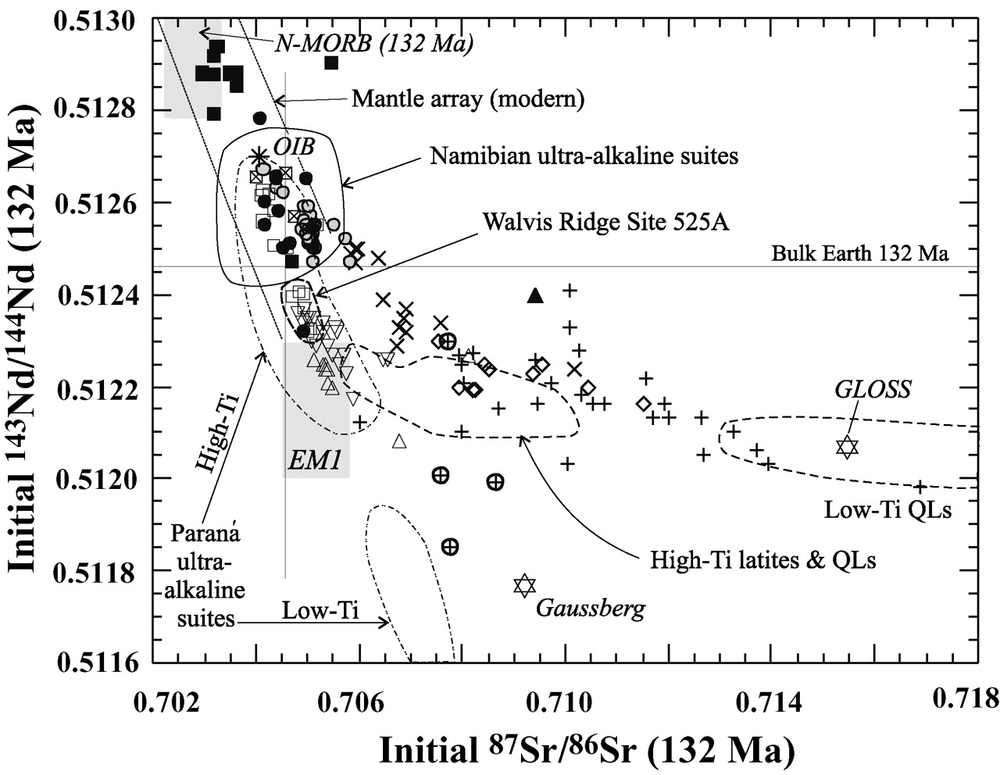 0.5130
0.5128
0.5126
0.5124
0.5122
0.5120
0.5118
0.5116
Initial 143Nd/144Nd (132 Ma)
N-MORB (132 Ma)
Mantle array (modern)
OIB
Namibian ultra-alkaline suites
Walvis Ridge Site 525A
Bulk Earth 132 Ma
High-Ti
EM1
GLOSS
Low-Ti QLs
Paraná
ultra-
alkaline
suites
Low-Ti
High-Ti latites & QLs
Gaussberg
0.702
0.706
0.710
0.714
0.718
Initial 87Sr/86Sr (132 Ma)